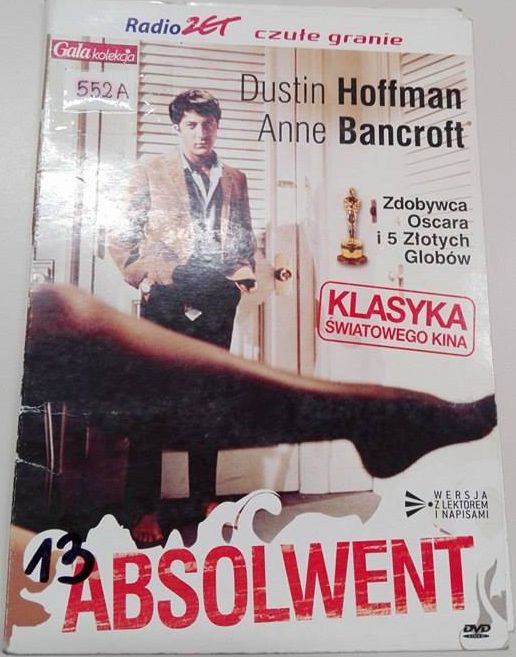 Radio ZET czułe granie
Gala kolekcja
552A
Dustin Hoffman
Anne Bancroft
Zdobywca
Oscara
i 5 Złotych
Globów
KLASYKA
ŚWIATOWEGO KINA
WERSJA
Z LEKTOREM
I NAPISAMI
13
ABSOLWENT
DVD